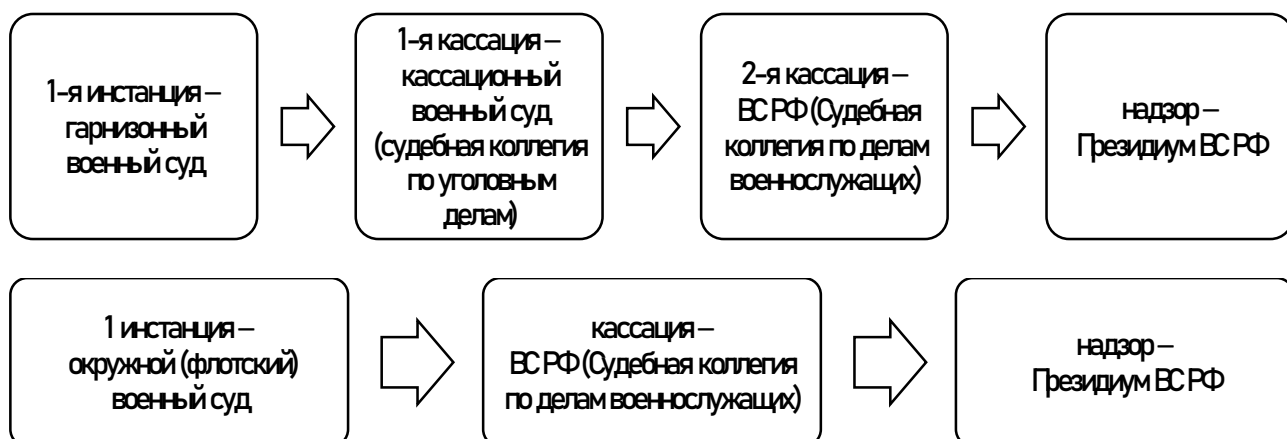 1-я инстанция –
гарнизонный
военный суд
1-я кассация –
кассационный
военный суд
(судебная коллегия
по уголовным
делам)
2-я кассация –
ВС РФ (Судебная
коллегия по делам
военнослужащих)
надзор –
Президиум ВС РФ
1 инстанция –
окружной (флотский)
военный суд
кассация –
ВС РФ (Судебная коллегия
по делам военнослужащих)
надзор –
Президиум ВС РФ